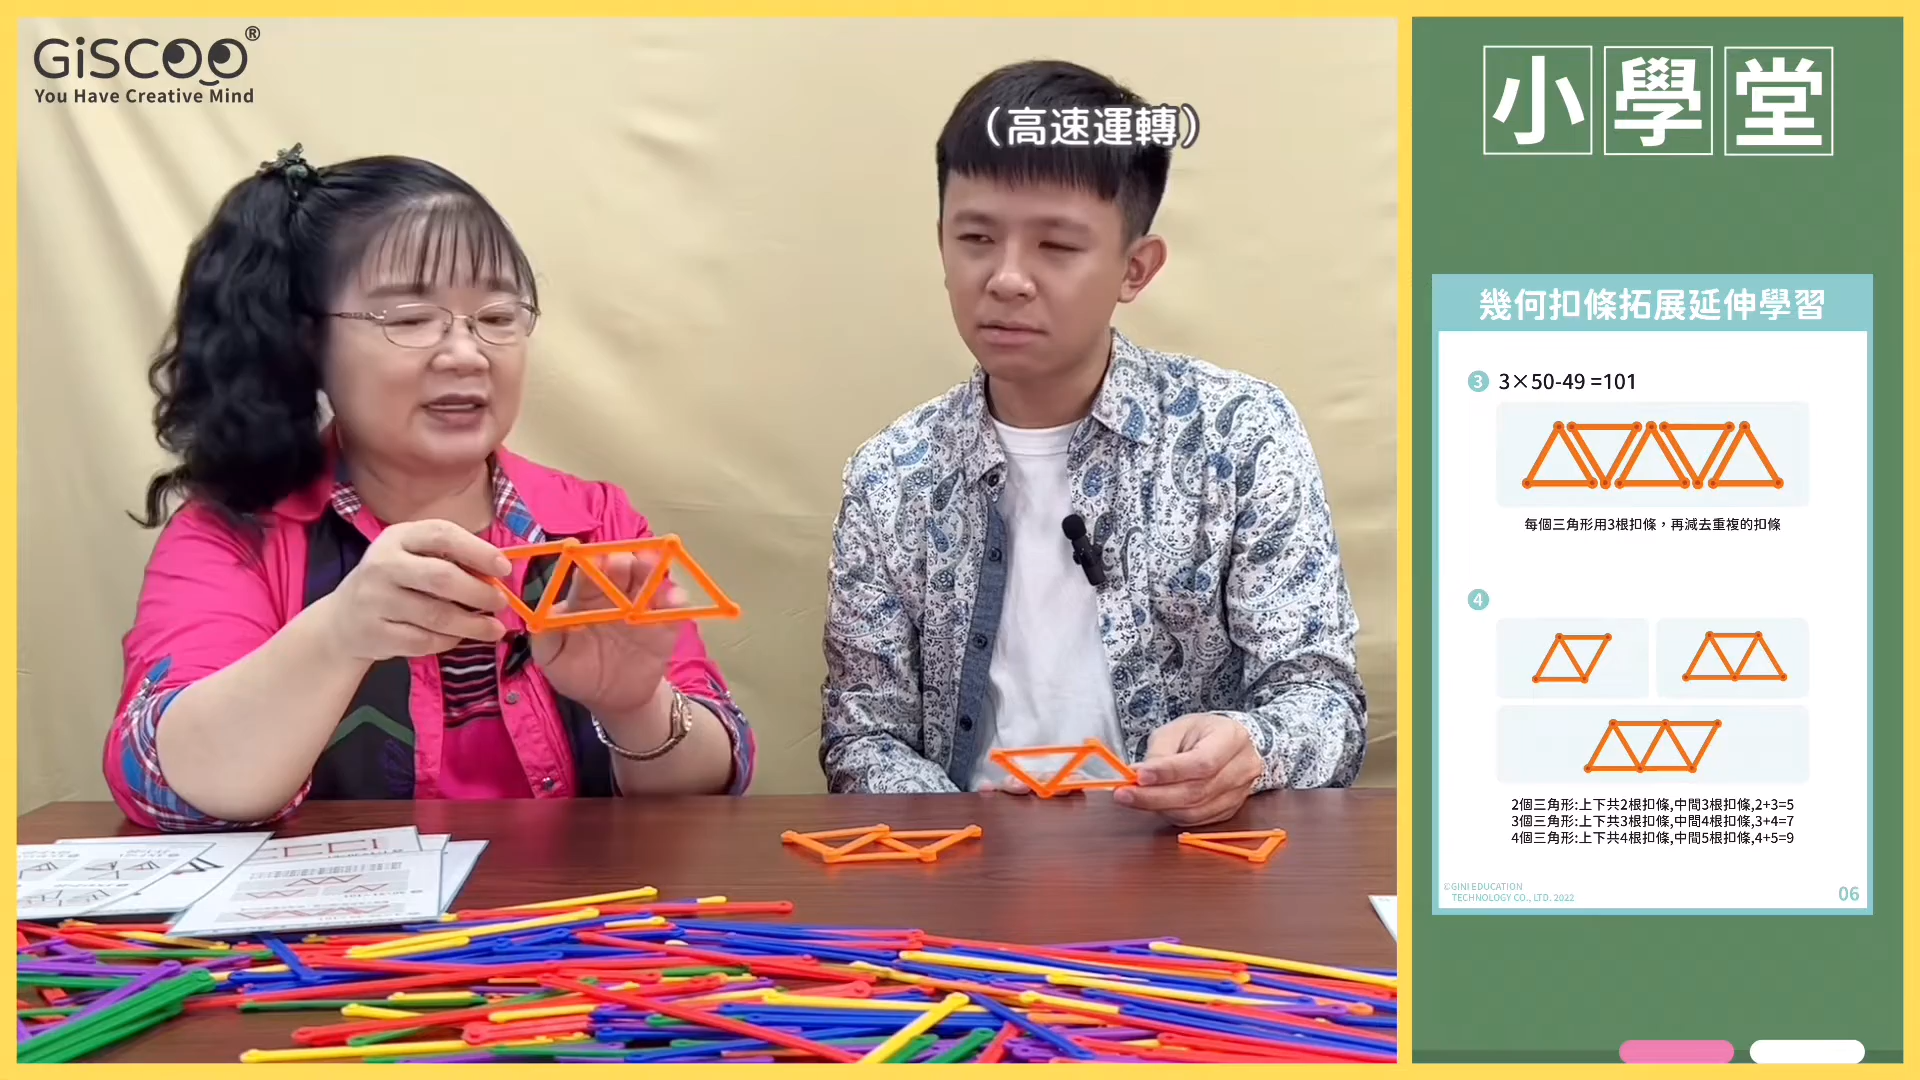 GiSCOO®
You Have Creative Mind
(高速運轉)
小學堂
幾何扣條拓展延伸學習
3 3×50-49 =101
每個三角形用3根扣條，再減去重複的扣條
4
2個三角形:上下共2根扣條,中間3根扣條,2+3=5
3個三角形:上下共3根扣條,中間4根扣條,3+4=7
4個三角形:上下共4根扣條,中間5根扣條,4+5=9
©GINI EDUCATION
TECHNOLOGY CO., LTD. 2022
06